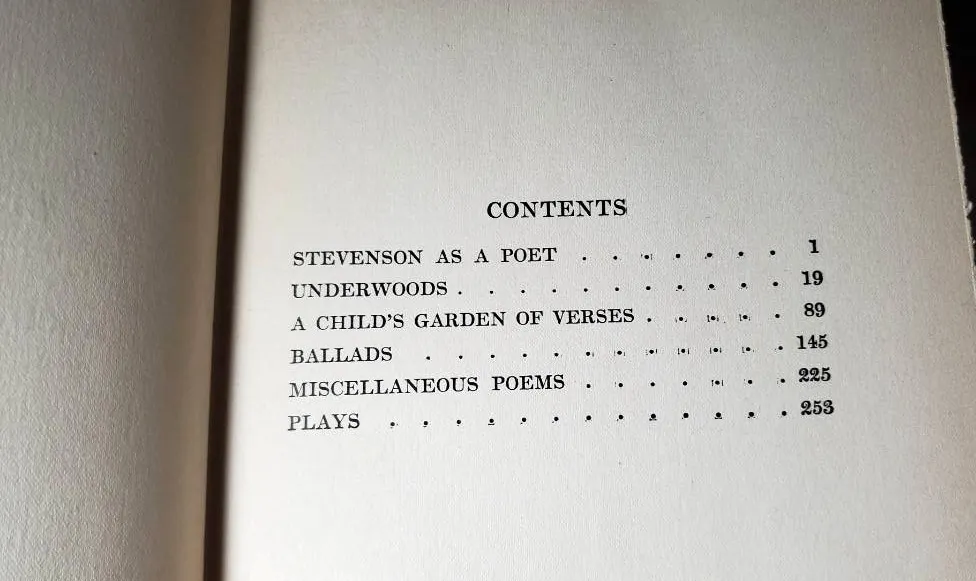 CONTENTS
STEVENSON AS A POET . . . . . . . 1
UNDERWOODS . . . . . . . . . . . 19
A CHILD'S GARDEN OF VERSES . . . . . 89
BALLADS . . . . . . . . . . . . 145
MISCELLANEOUS POEMS . . . . . . . 225
PLAYS . . . . . . . . . . . . . 253